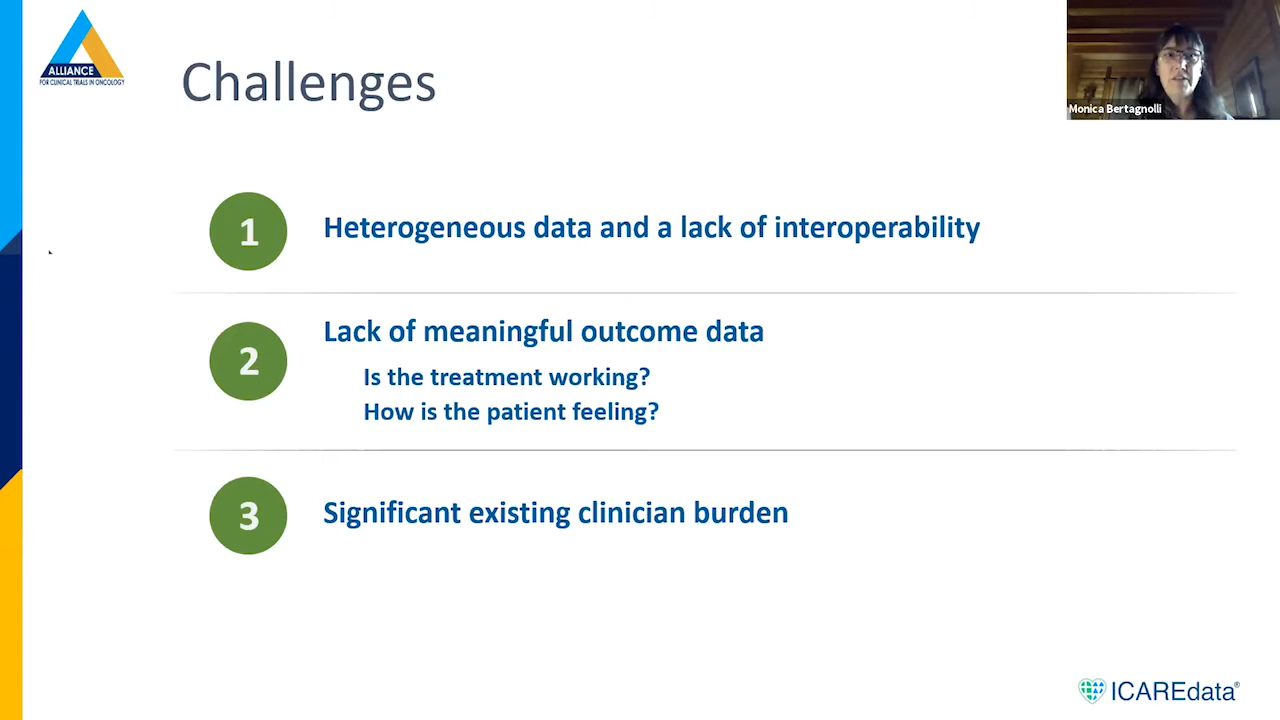 ALLIANCE
FOR CLINICAL TRIALS IN ONCOLOGY
Challenges
Monica Bertagnolli
1
Heterogeneous data and a lack of interoperability
2
Lack of meaningful outcome data
Is the treatment working?
How is the patient feeling?
3
Significant existing clinician burden
ICAREdata®